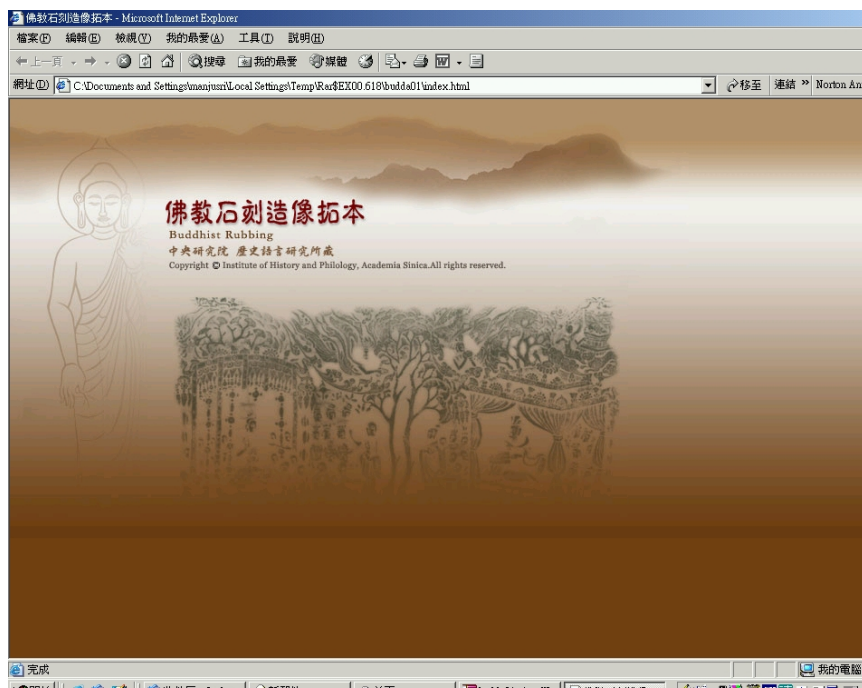 佛教石刻造像拓本 - Microsoft Internet Explorer
檔案(F) 編輯(E) 檢視(V) 我的最愛(A) 工具(T) 說明(H)
上一頁 搜尋 我的最愛 媒體
網址(D) C:\Documents and Settings\manjusri\Local Settings\Temp\Rar$EX00.618\budda01\index.html 移至 連結 » Norton An
佛教石刻造像拓本
Buddhist Rubbing
中央研究院 歷史語言研究所藏
Copyright © Institute of History and Philology, Academia Sinica.All rights reserved.
完成 我的電腦